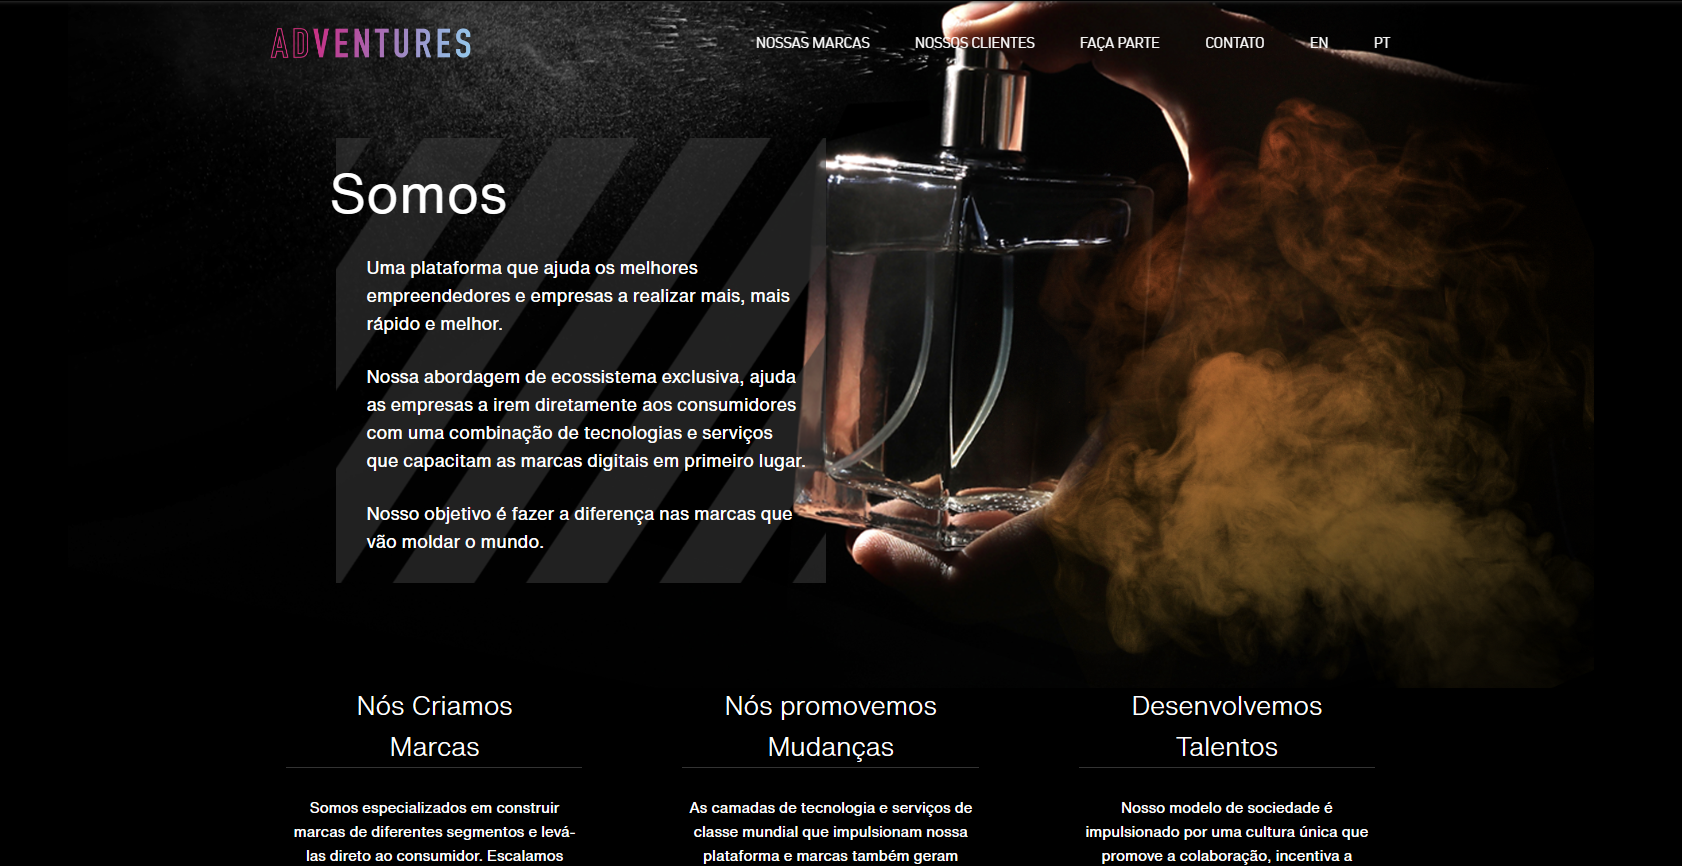 ADVENTURES
NOSSAS MARCAS NOSSOS CLIENTES FAÇA PARTE CONTATO EN PT
Somos
Uma plataforma que ajuda os melhores
empreendedores e empresas a realizar mais, mais
rápido e melhor.
Nossa abordagem de ecossistema exclusiva, ajuda
as empresas a irem diretamente aos consumidores
com uma combinação de tecnologias e serviços
que capacitam as marcas digitais em primeiro lugar.
Nosso objetivo é fazer a diferença nas marcas que
vão moldar o mundo.
Nós Criamos
Marcas
Somos especializados em construir
marcas de diferentes segmentos e levá-
las direto ao consumidor. Escalamos
Nós promovemos
Mudanças
As camadas de tecnologia e serviços de
classe mundial que impulsionam nossa
plataforma e marcas também geram
Desenvolvemos
Talentos
Nosso modelo de sociedade é
impulsionado por uma cultura única que
promove a colaboração, incentiva a